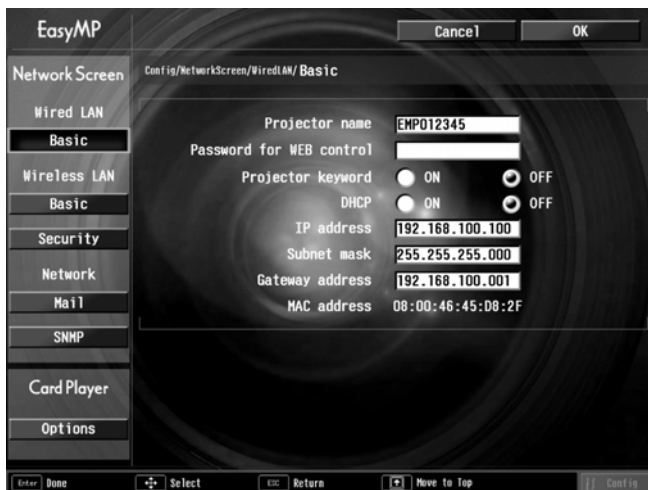 EasyMP
Cancel
OK
Network Screen
Config/NetworkScreen/WiredLAN/Basic
Wired LAN
Basic
Wireless LAN
Basic
Security
Network
Mail
SNMP
Card Player
Options
Projector name EMP012345
Password for WEB control
Projector keyword ON OFF
DHCP ON OFF
IP address 192.168.100.100
Subnet mask 255.255.255.000
Gateway address 192.168.100.001
MAC address 08:00:46:45:D8:2F
Enter Done
Select
ESC Return
Move to Top
Config